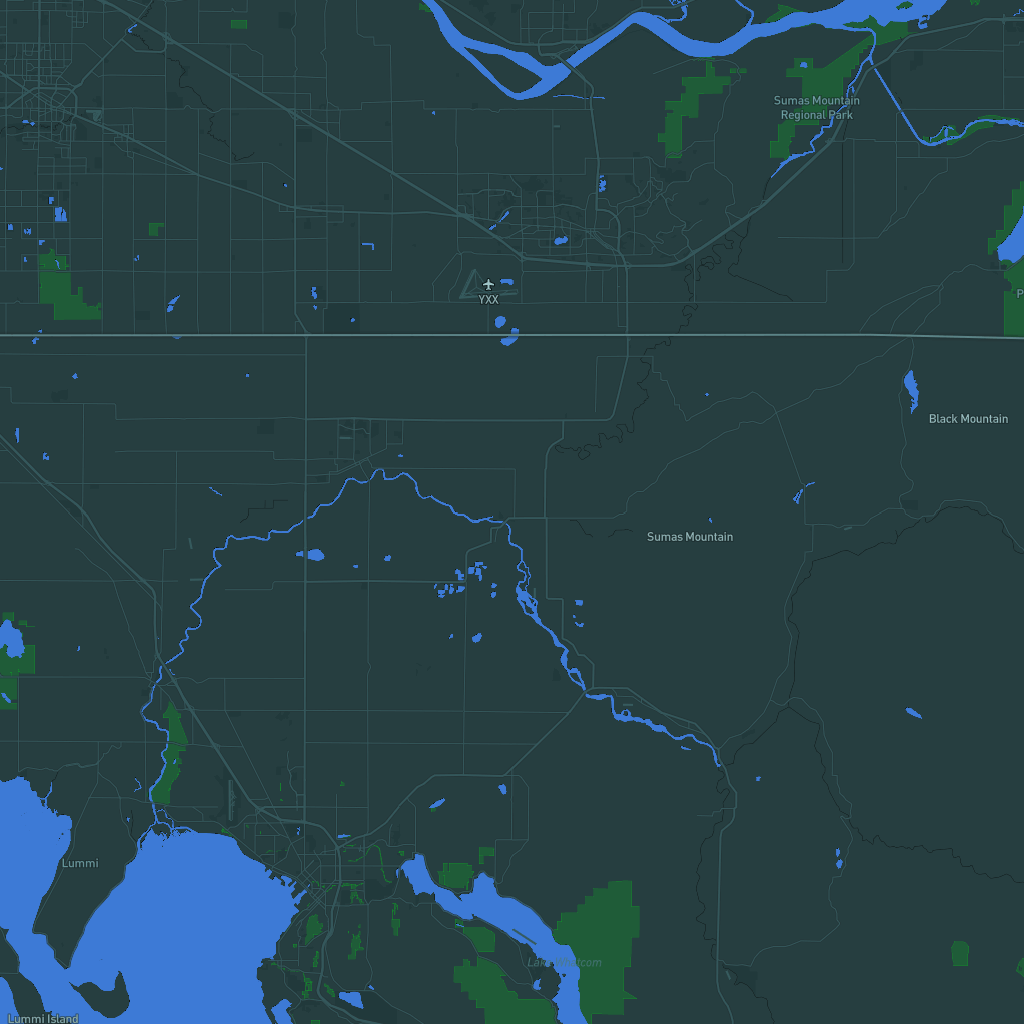 Sumas Mountain
Regional Park
YXX
P
Black Mountain
Sumas Mountain
Lummi
Lake Whatcom
Lummi Island